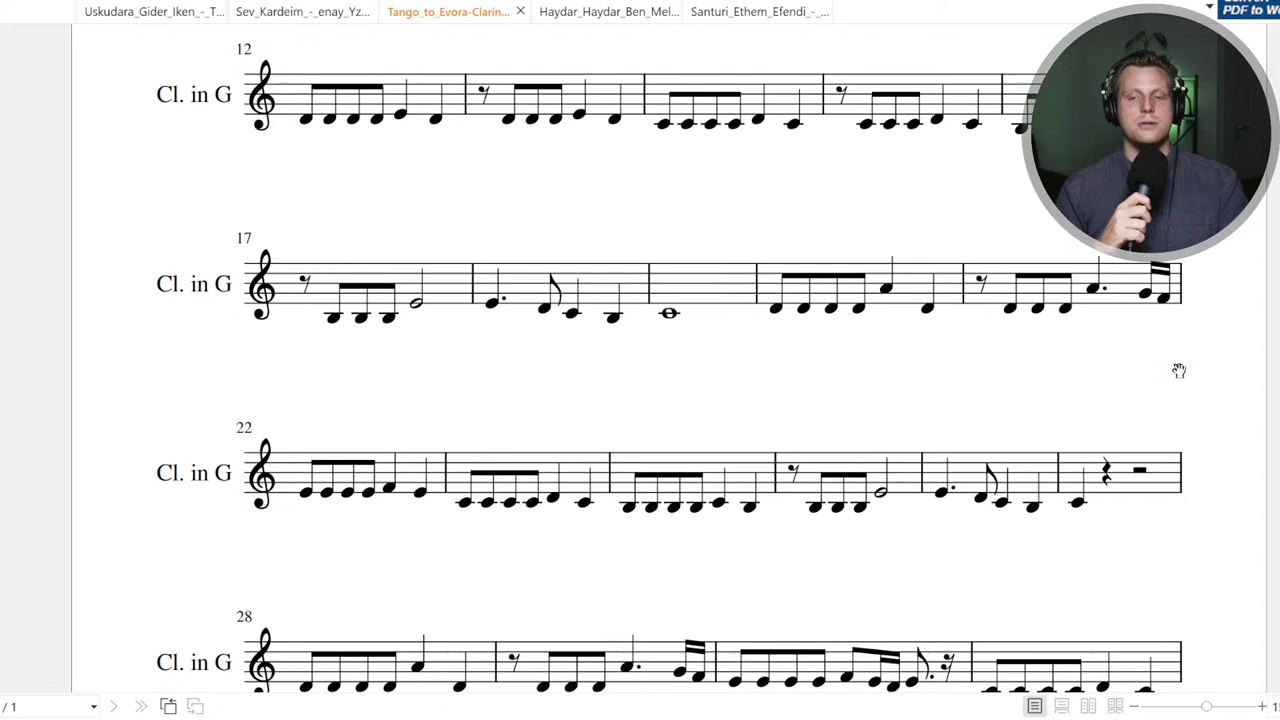 Uskudara_Gider_Iken_-_T... Sev_Kardeim_-_enay_Yz... Tango_to_Evora-Clarin... Haydar_Haydar_Ben_Mel... Santuri_Ethem_Efendi_-_...
PDF to W
12
Cl. in G
17
Cl. in G
22
Cl. in G
28
Cl. in G
/ 1